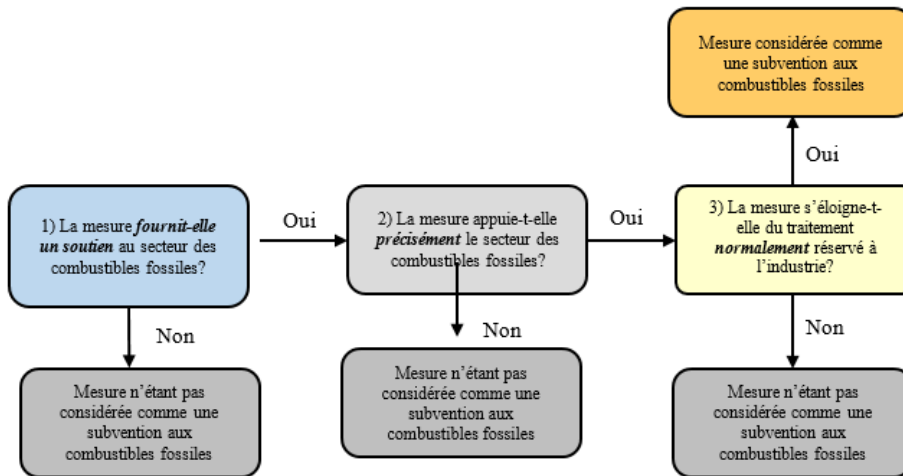 Mesure considérée comme
une subvention aux
combustibles fossiles
Oui
1) La mesure fournit-elle
un soutien au secteur des
combustibles fossiles?
Oui
2) La mesure appuie-t-elle
précisément le secteur des
combustibles fossiles?
Oui
3) La mesure s’éloigne-t-
elle du traitement
normalement réservé à
l’industrie?
Non
Non
Non
Mesure n’étant pas
considérée comme une
subvention aux
combustibles fossiles
Mesure n’étant pas
considérée comme une
subvention aux
combustibles fossiles
Mesure n’étant pas
considérée comme une
subvention aux
combustibles fossiles